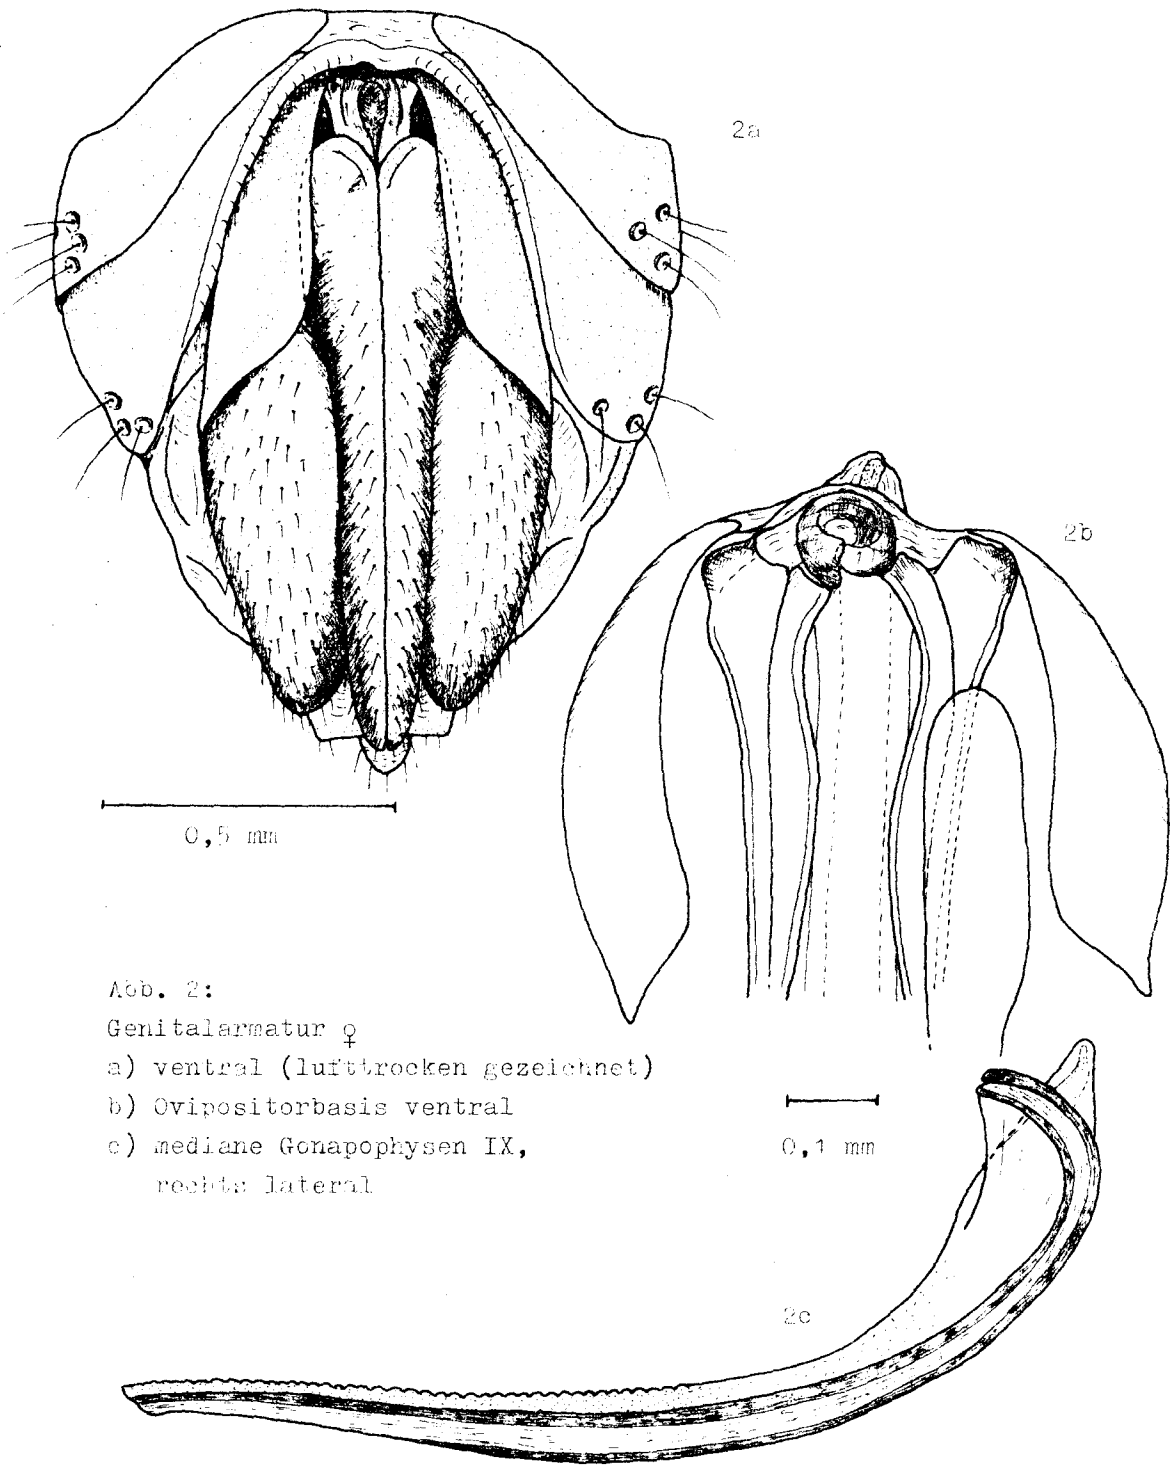 2a
2b
0,5 mm
Abb. 2:
Genitalarmatur ♀
a) ventral (lufttrocken gezeichnet)
b) Ovipositorbasis ventral
c) mediane Gonapophysen IX,
rechts lateral
0,1 mm
2c